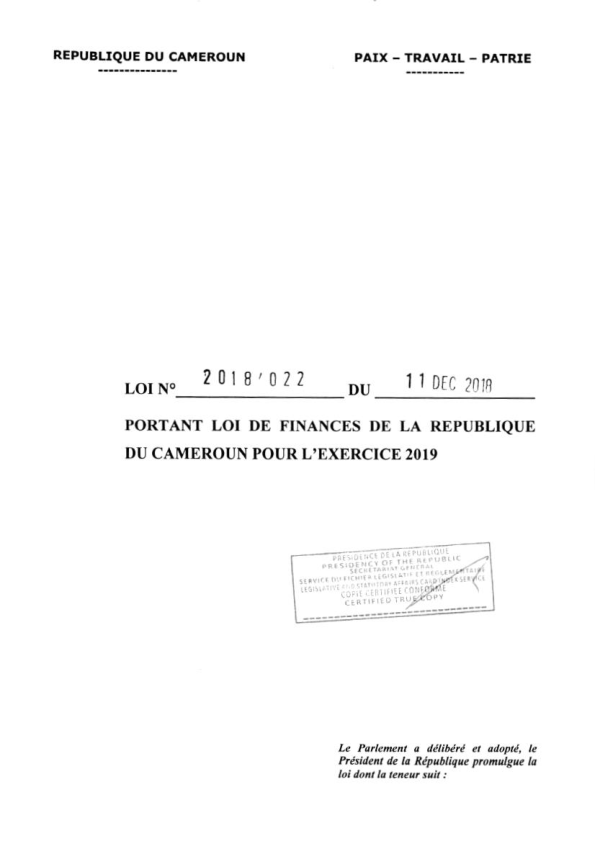 REPUBLIQUE DU CAMEROUN
---------------
PAIX – TRAVAIL – PATRIE
-----------
LOI N° 2018/022 DU 11 DEC 2018
PORTANT LOI DE FINANCES DE LA REPUBLIQUE
DU CAMEROUN POUR L'EXERCICE 2019
PRESIDENCE DE LA REPUBLIQUE
PRESIDENCY OF THE REPUBLIC
SECRETARIAT GENERAL
SERVICE DU FICHIER LEGISLATIF ET REGLEMENTAIRE
LEGISLATIVE AND STATUTORY AFFAIRS CARD INDEX SERVICE
COPIE CERTIFIEE CONFORME
CERTIFIED TRUE COPY
Le Parlement a délibéré et adopté, le
Président de la République promulgue la
loi dont la teneur suit :